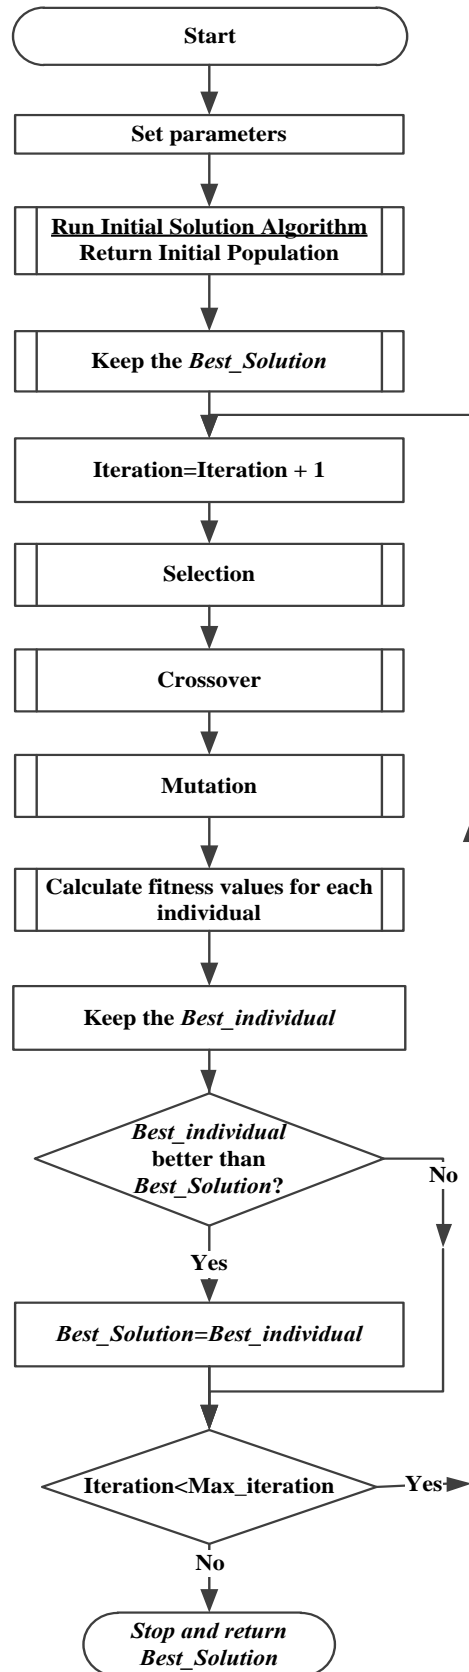 Start
Set parameters
Run Initial Solution Algorithm
Return Initial Population
Keep the Best_Solution
Iteration=Iteration + 1
Selection
Crossover
Mutation
Calculate fitness values for each
individual
Keep the Best_individual
Best_individual
better than
Best_Solution?
No
Yes
Best_Solution=Best_individual
Iteration<Max_iteration
Yes
No
Stop and return
Best_Solution